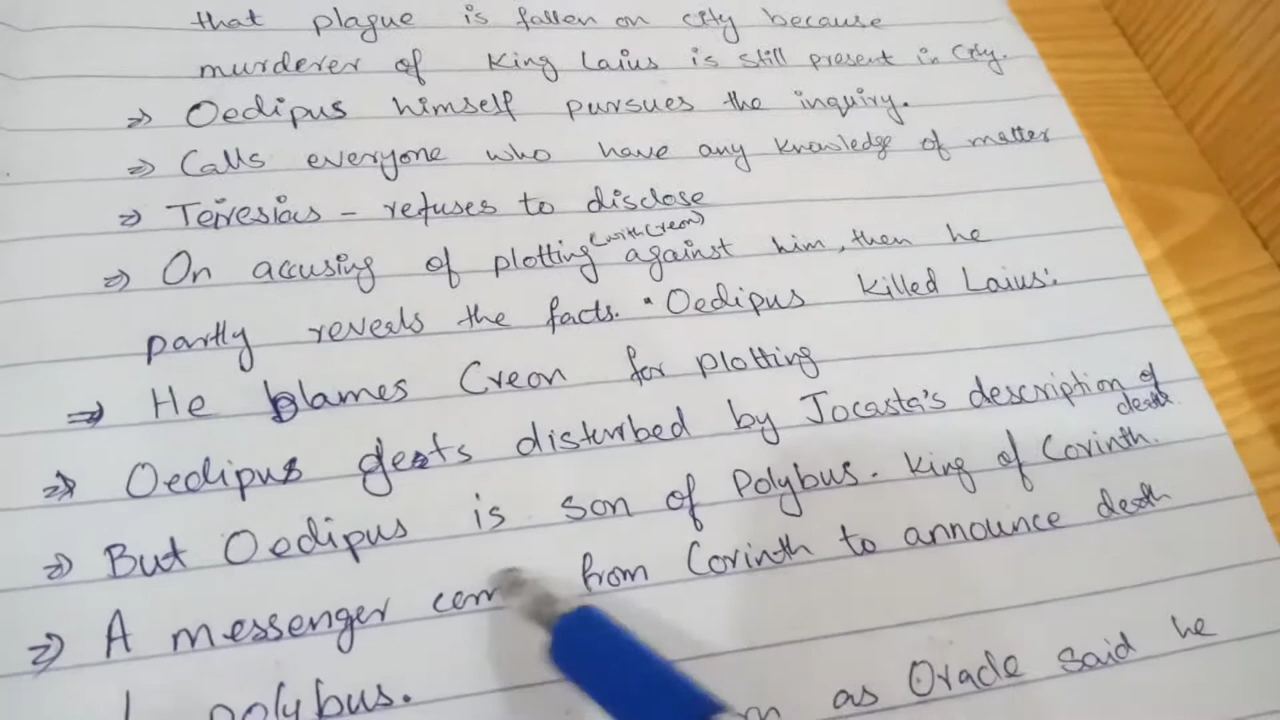 that plague is fallen on city because
murderer of King Laius is still present in City.
⇒ Oedipus himself pursues the inquiry.
⇒ Calls everyone who have any knowledge of matter
⇒ Teiresias - refuses to disclose
⇒ On accusing of plotting (with Creon) against him, then he
partly reveals the facts. "Oedipus killed Laius".
⇒ He blames Creon for plotting
⇒ Oedipus gets disturbed by Jocasta's description of death
⇒ But Oedipus is son of Polybus. King of Corinth.
⇒ A messenger from Corinth to announce death
polybus. as Oracle said he